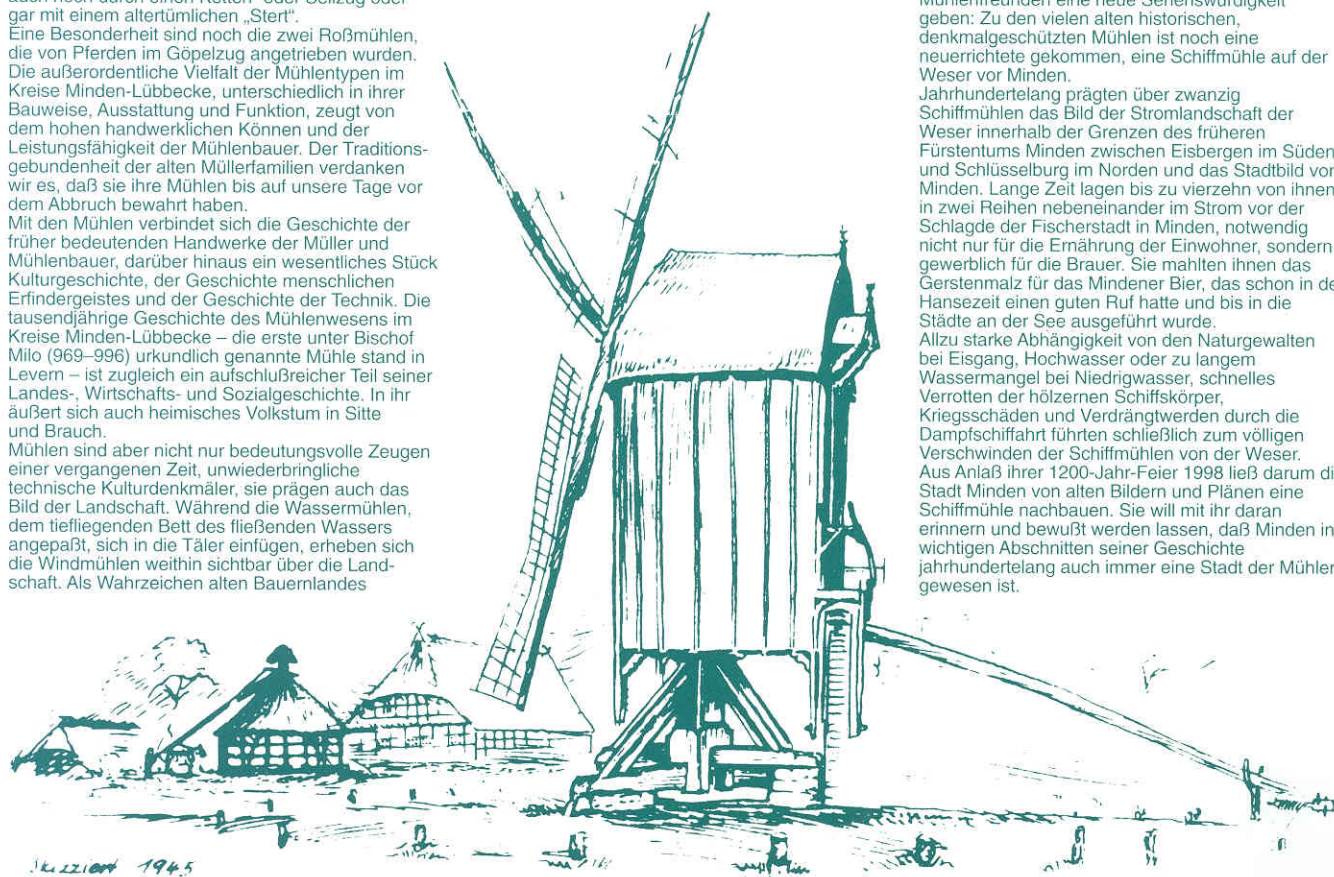 auch noch durch einen Ketten- oder Seilzug oder
gar mit einem altertümlichen „Stert“.
Eine Besonderheit sind noch die zwei Roßmühlen,
die von Pferden im Göpelzug angetrieben wurden.
Die außerordentliche Vielfalt der Mühlentypen im
Kreise Minden-Lübbecke, unterschiedlich in ihrer
Bauweise, Ausstattung und Funktion, zeugt von
dem hohen handwerklichen Können und der
Leistungsfähigkeit der Mühlenbauer. Der Traditions-
gebundenheit der alten Müllerfamilien verdanken
wir es, daß sie ihre Mühlen bis auf unsere Tage vor
dem Abbruch bewahrt haben.
Mit den Mühlen verbindet sich die Geschichte der
früher bedeutenden Handwerke der Müller und
Mühlenbauer, darüber hinaus ein wesentliches Stück
Kulturgeschichte, der Geschichte menschlichen
Erfindergeistes und der Geschichte der Technik. Die
tausendjährige Geschichte des Mühlenwesens im
Kreise Minden-Lübbecke – die erste unter Bischof
Milo (969–996) urkundlich genannte Mühle stand in
Levern – ist zugleich ein aufschlußreicher Teil seiner
Landes-, Wirtschafts- und Sozialgeschichte. In ihr
äußert sich auch heimisches Volkstum in Sitte
und Brauch.
Mühlen sind aber nicht nur bedeutungsvolle Zeugen
einer vergangenen Zeit, unwiederbringliche
technische Kulturdenkmäler, sie prägen auch das
Bild der Landschaft. Während die Wassermühlen,
dem tiefliegenden Bett des fließenden Wassers
angepaßt, sich in die Täler einfügen, erheben sich
die Windmühlen weithin sichtbar über die Land-
schaft. Als Wahrzeichen alten Bauernlandes
Mühlenfreunden eine neue Sehenswürdigkeit
geben: Zu den vielen alten historischen,
denkmalgeschützten Mühlen ist noch eine
neuerrichtete gekommen, eine Schiffmühle auf der
Weser vor Minden.
Jahrhundertelang prägten über zwanzig
Schiffmühlen das Bild der Stromlandschaft der
Weser innerhalb der Grenzen des früheren
Fürstentums Minden zwischen Eisbergen im Süden
und Schlüsselburg im Norden und das Stadtbild von
Minden. Lange Zeit lagen bis zu vierzehn von ihnen
in zwei Reihen nebeneinander im Strom vor der
Schlagde der Fischerstadt in Minden, notwendig
nicht nur für die Ernährung der Einwohner, sondern
gewerblich für die Brauer. Sie mahlten ihnen das
Gerstenmalz für das Mindener Bier, das schon in de
Hansezeit einen guten Ruf hatte und bis in die
Städte an der See ausgeführt wurde.
Allzu starke Abhängigkeit von den Naturgewalten
bei Eisgang, Hochwasser oder zu langem
Wassermangel bei Niedrigwasser, schnelles
Verrotten der hölzernen Schiffskörper,
Kriegsschäden und Verdrängtwerden durch die
Dampfschiffahrt führten schließlich zum völligen
Verschwinden der Schiffmühlen von der Weser.
Aus Anlaß ihrer 1200-Jahr-Feier 1998 ließ darum di
Stadt Minden von alten Bildern und Plänen eine
Schiffmühle nachbauen. Sie will mit ihr daran
erinnern und bewußt werden lassen, daß Minden in
wichtigen Abschnitten seiner Geschichte
jahrhundertelang auch immer eine Stadt der Mühlen
gewesen ist.
skizziert 1945